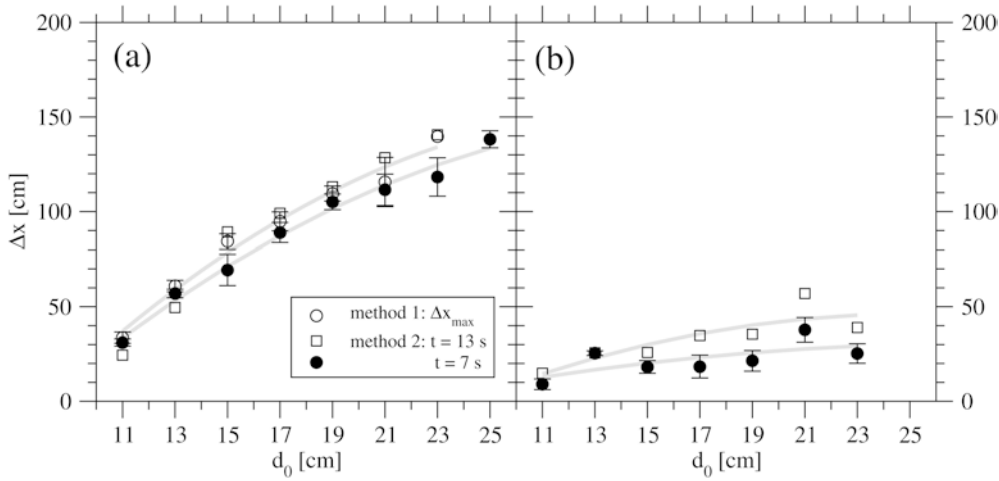 200
150
100
50
0
Δx [cm]
(a)
method 1: Δx_max
method 2: t = 13 s
t = 7 s
11 13 15 17 19 21 23 25
d_0 [cm]
(b)
200
150
100
50
0
11 13 15 17 19 21 23 25
d_0 [cm]